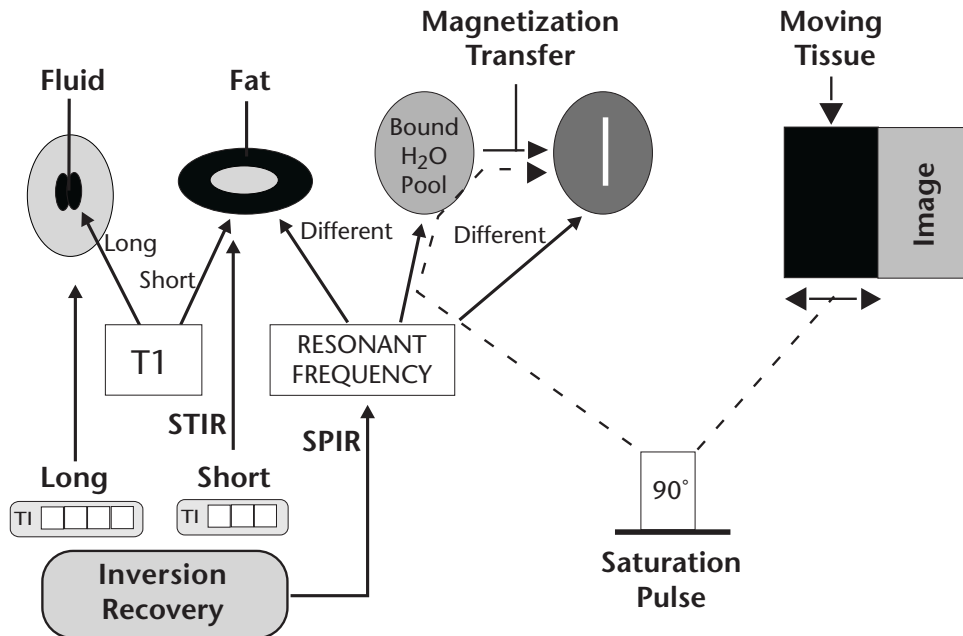 Magnetization
Transfer
Moving
Tissue
Fluid
Fat
Bound
H₂O
Pool
Image
Long
Short
Different
Different
T1
RESONANT
FREQUENCY
STIR
SPIR
Long
Short
TI
TI
90°
Inversion
Recovery
Saturation
Pulse